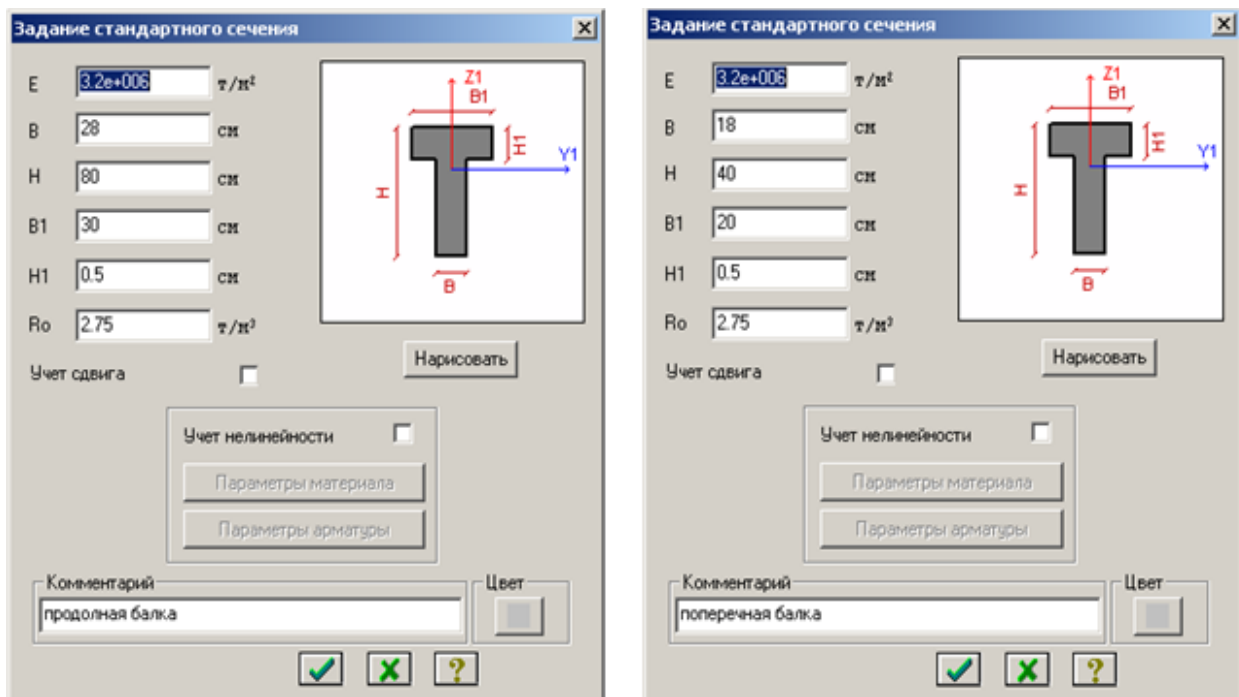 Задание стандартного сечения
E 3.2e+006 т/м²
B 28 см
H 80 см
B1 30 см
H1 0.5 см
Ro 2.75 т/м³
Z1
B1
H1
Y1
H
B
Учет сдвига
Нарисовать
Учет нелинейности
Параметры материала
Параметры арматуры
Комментарий
Цвет
продолная балка
?
Задание стандартного сечения
E 3.2e+006 т/м²
B 18 см
H 40 см
B1 20 см
H1 0.5 см
Ro 2.75 т/м³
Z1
B1
H1
Y1
H
B
Учет сдвига
Нарисовать
Учет нелинейности
Параметры материала
Параметры арматуры
Комментарий
Цвет
поперечная балка
?